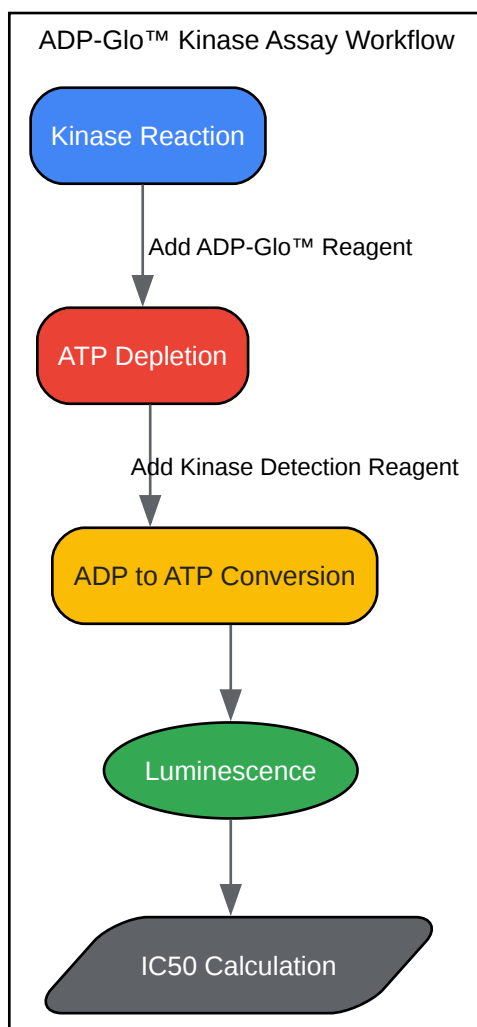 ADP-Glo™ Kinase Assay Workflow
Kinase Reaction
Add ADP-Glo™ Reagent
ATP Depletion
Add Kinase Detection Reagent
ADP to ATP Conversion
Luminescence
IC50 Calculation